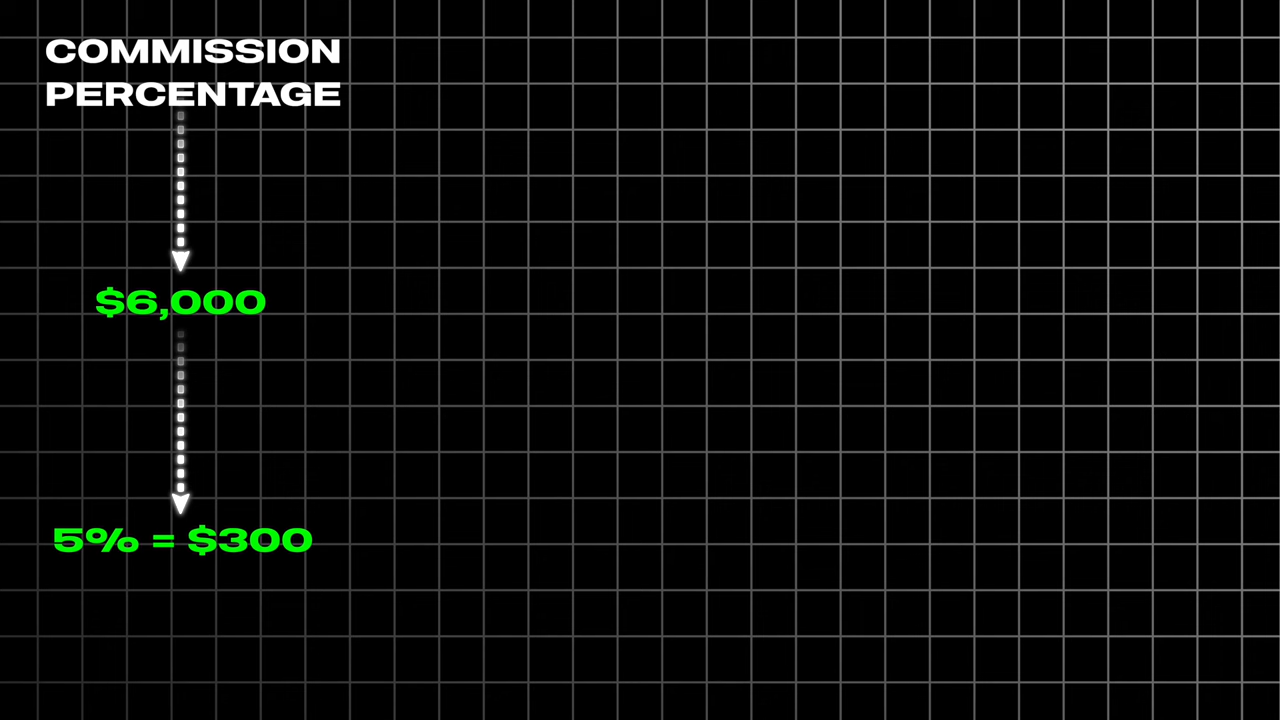 COMMISSION
PERCENTAGE
$6,000
5% = $300